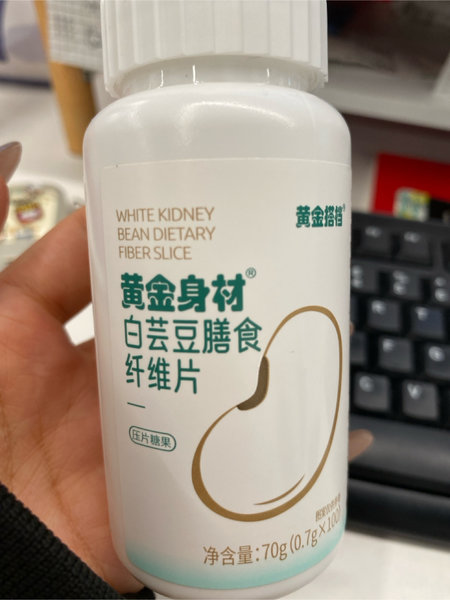 WHITE KIDNEY
BEAN DIETARY
FIBER SLICE
黄金搭档®
黄金身材®
白芸豆膳食
纤维片
压片糖果
净含量:70g(0.7g×100)